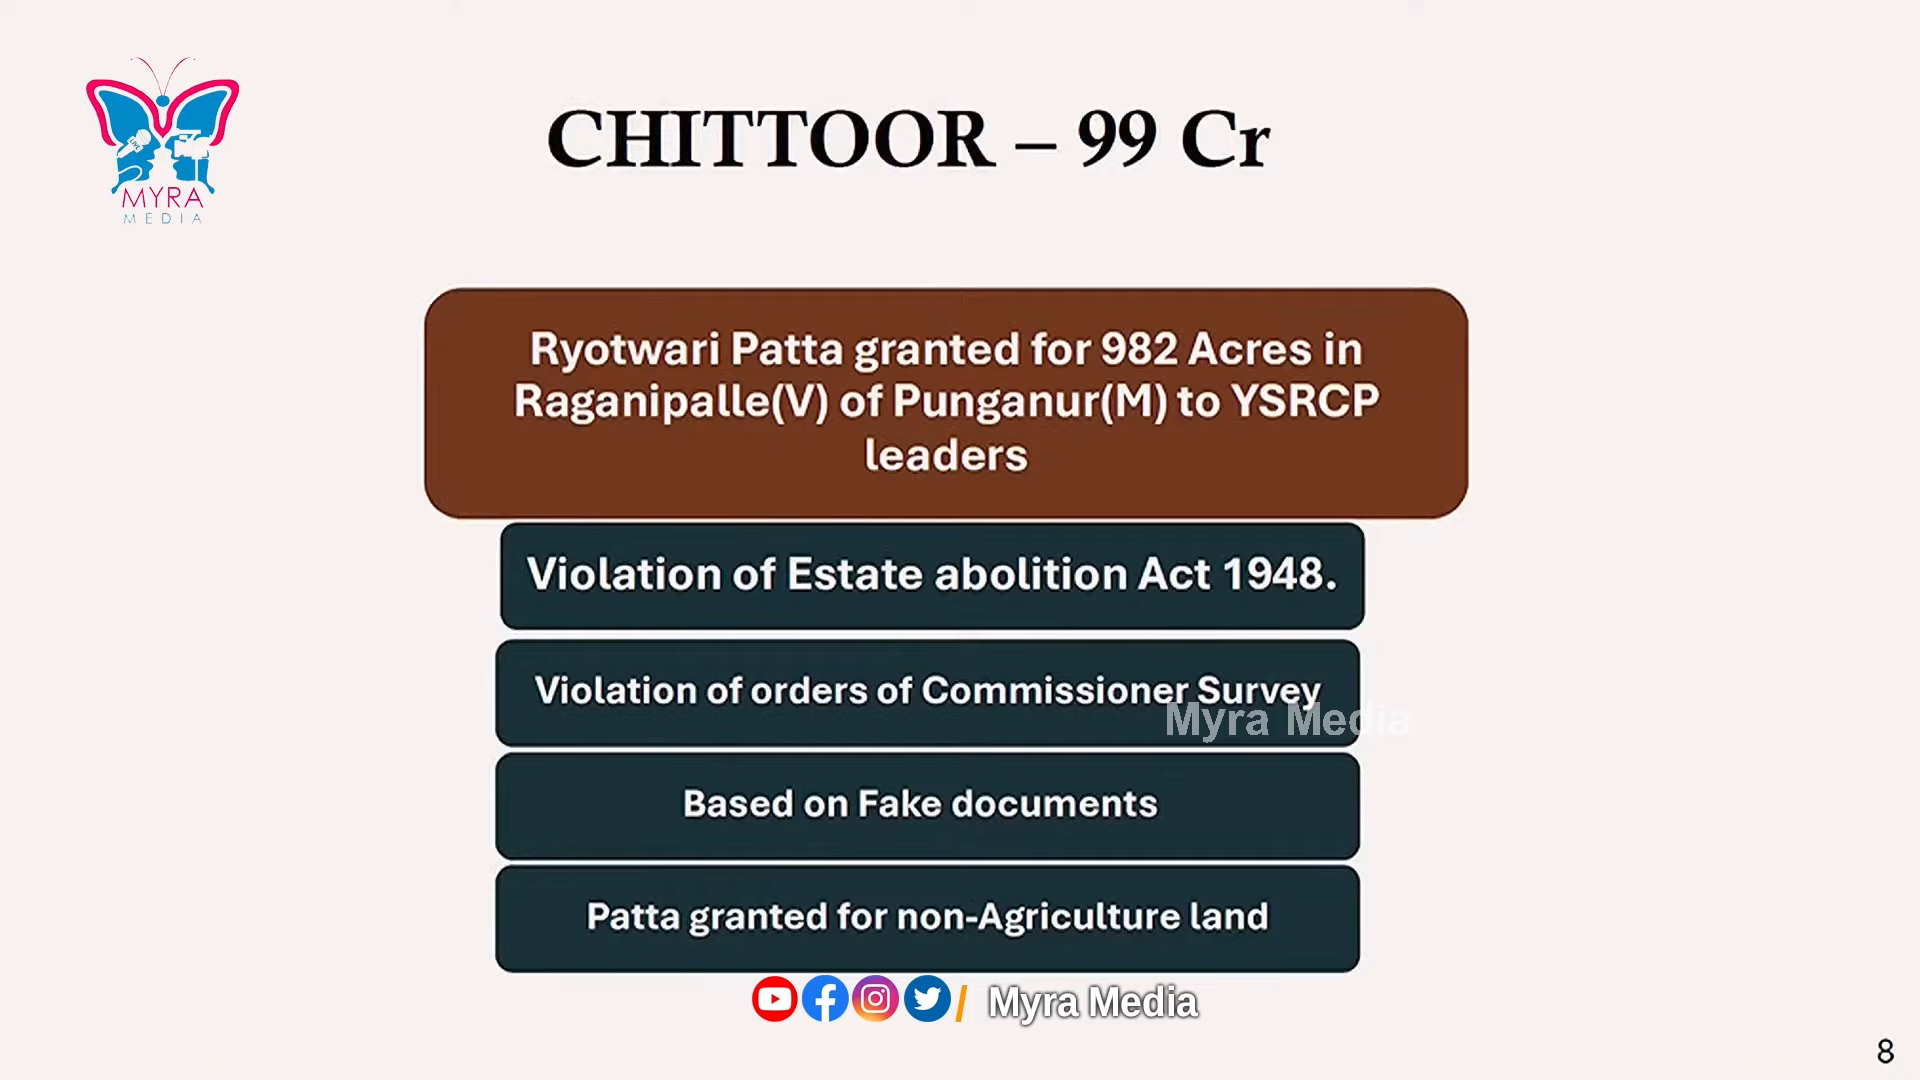 MYRA
MEDIA
CHITTOOR – 99 Cr
Ryotwari Patta granted for 982 Acres in
Raganipalle(V) of Punganur(M) to YSRCP
leaders
Violation of Estate abolition Act 1948.
Violation of orders of Commissioner Survey
Myra Media
Based on Fake documents
Patta granted for non-Agriculture land
/ Myra Media
8